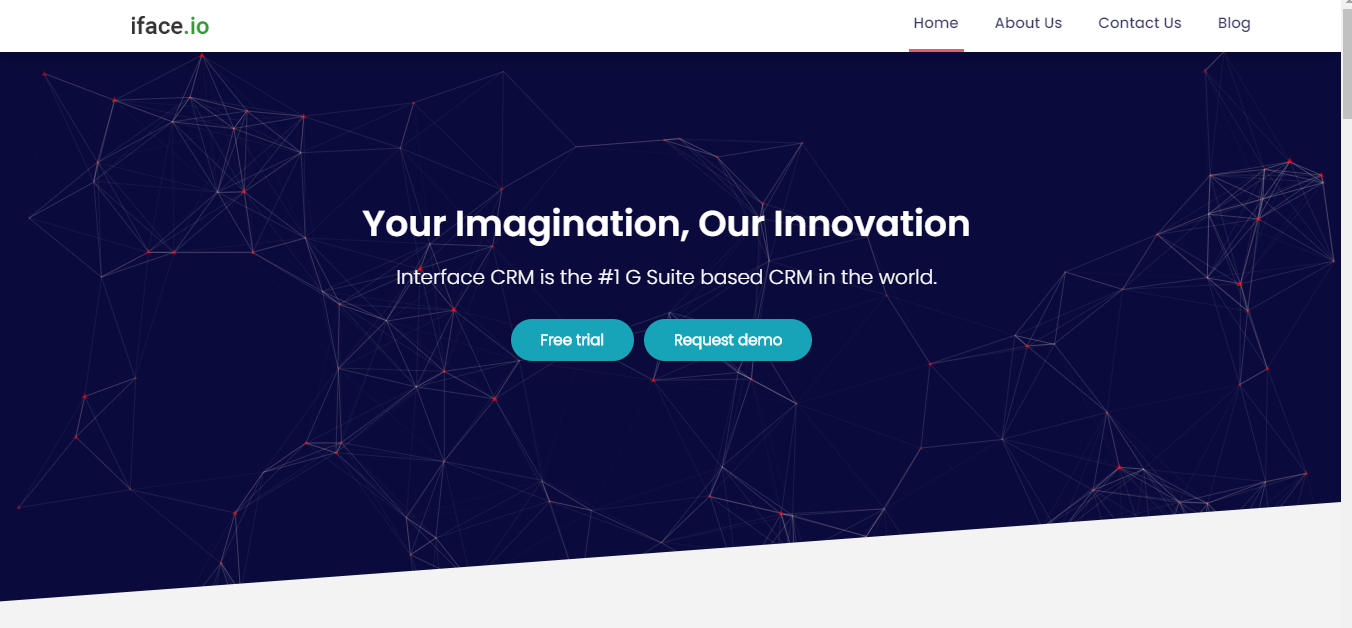 iface.io
Home About Us Contact Us Blog
Your Imagination, Our Innovation
Interface CRM is the #1 G Suite based CRM in the world.
Free trial Request demo